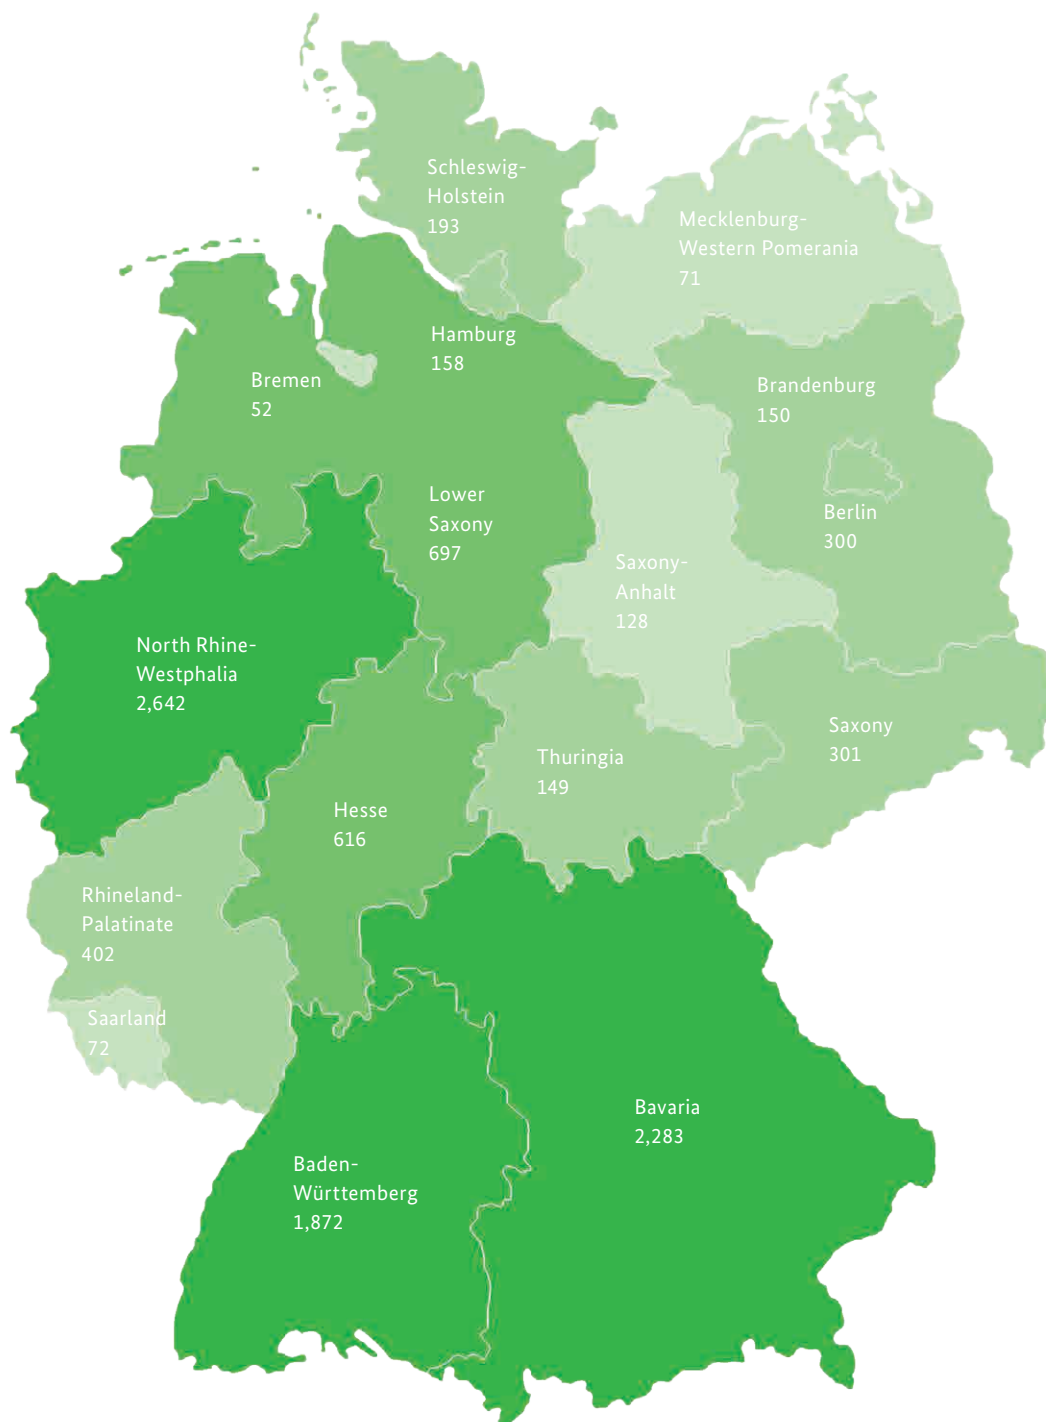 Schleswig-
Holstein
193
Mecklenburg-
Western Pomerania
71
Hamburg
158
Bremen
52
Brandenburg
150
Lower
Saxony
697
Berlin
300
Saxony-
Anhalt
128
North Rhine-
Westphalia
2,642
Saxony
301
Thuringia
149
Hesse
616
Rhineland-
Palatinate
402
Saarland
72
Bavaria
2,283
Baden-
Württemberg
1,872